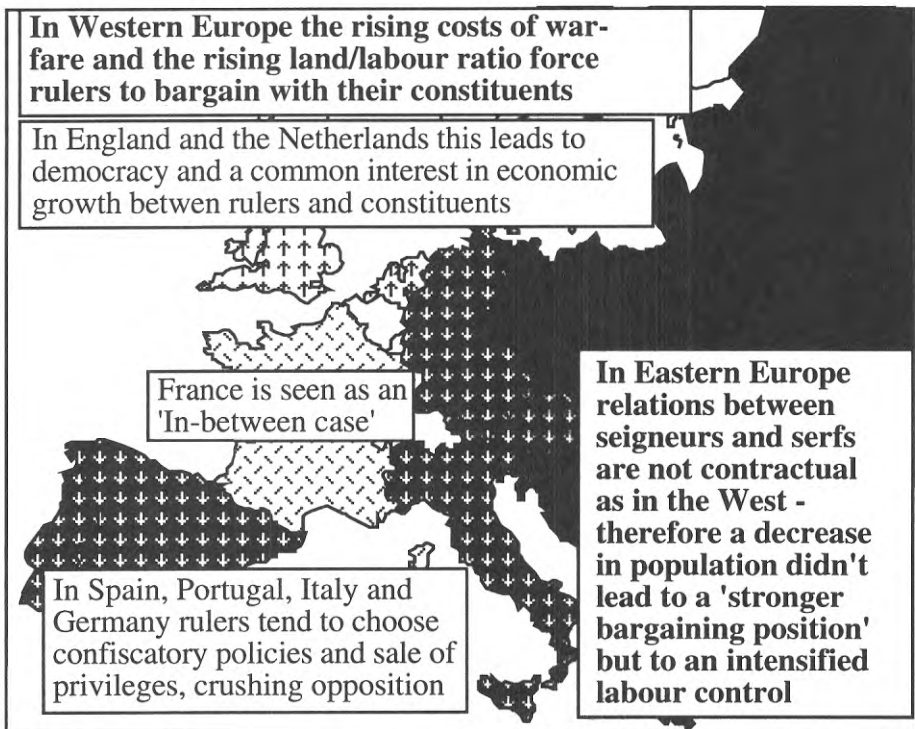 In Western Europe the rising costs of war-
fare and the rising land/labour ratio force
rulers to bargain with their constituents
In England and the Netherlands this leads to
democracy and a common interest in economic
growth betwen rulers and constituents
France is seen as an
'In-between case'
In Eastern Europe
relations between
seigneurs and serfs
are not contractual
as in the West -
therefore a decrease
in population didn't
lead to a 'stronger
bargaining position'
but to an intensified
labour control
In Spain, Portugal, Italy and
Germany rulers tend to choose
confiscatory policies and sale of
privileges, crushing opposition